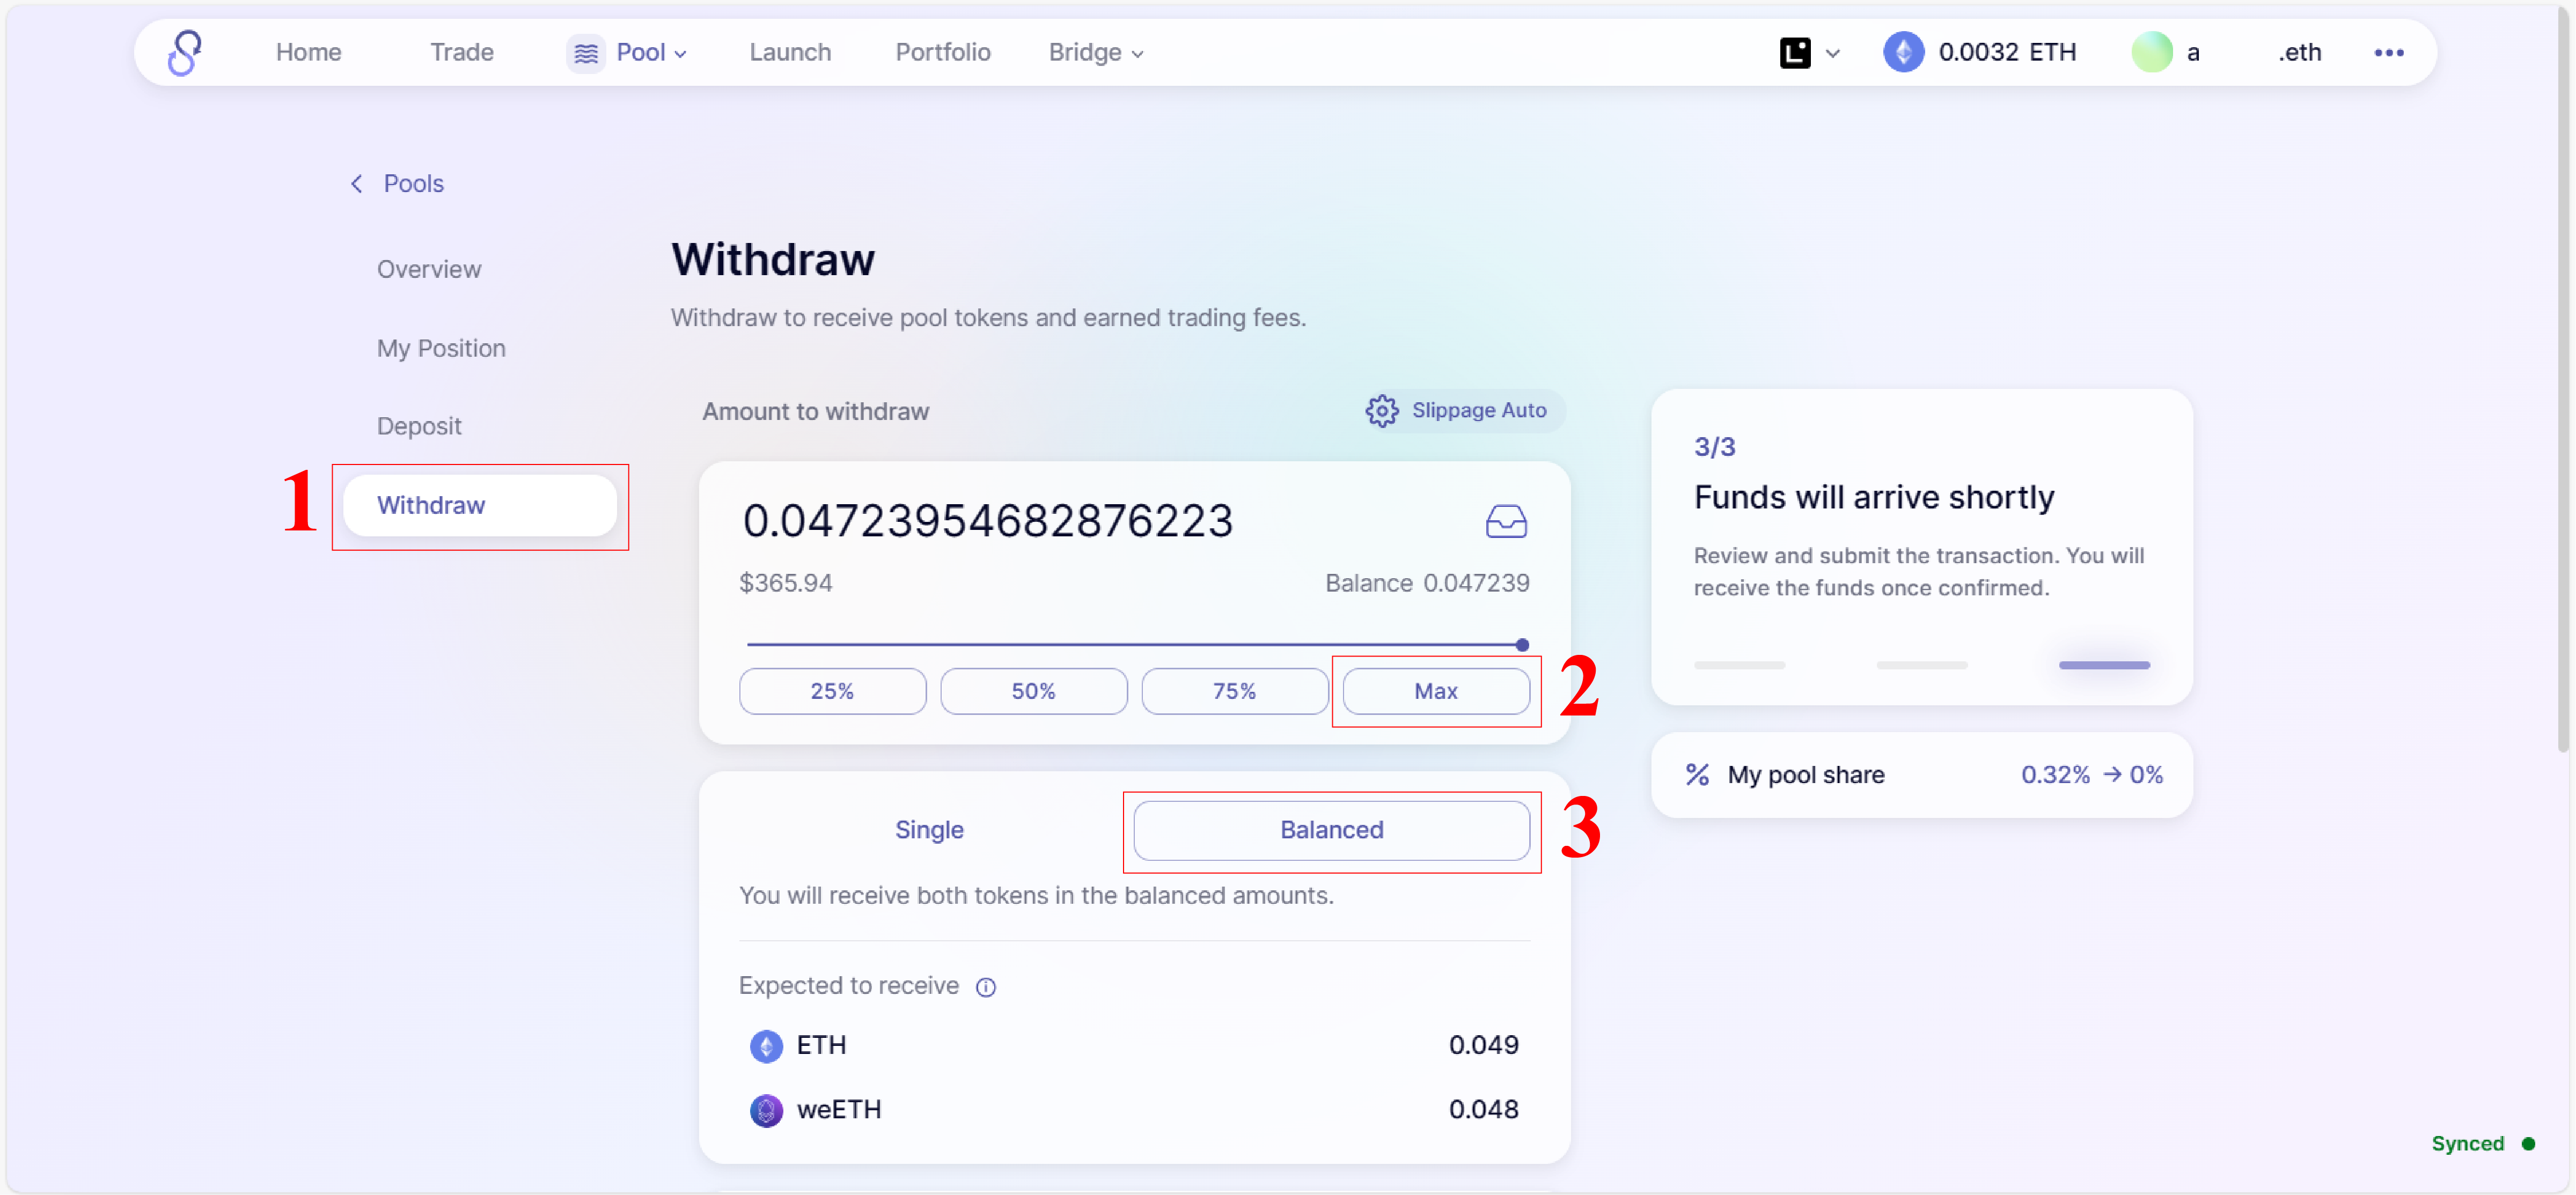 Home Trade Pool Launch Portfolio Bridge 0.0032 ETH a .eth
Pools
Overview
My Position
Deposit
1 Withdraw
Withdraw
Withdraw to receive pool tokens and earned trading fees.
Amount to withdraw Slippage Auto
0.04723954682876223
$365.94 Balance 0.047239
25% 50% 75% Max 2
Single Balanced 3
You will receive both tokens in the balanced amounts.
Expected to receive
ETH 0.049
weETH 0.048
3/3
Funds will arrive shortly
Review and submit the transaction. You will
receive the funds once confirmed.
% My pool share 0.32% → 0%
Synced